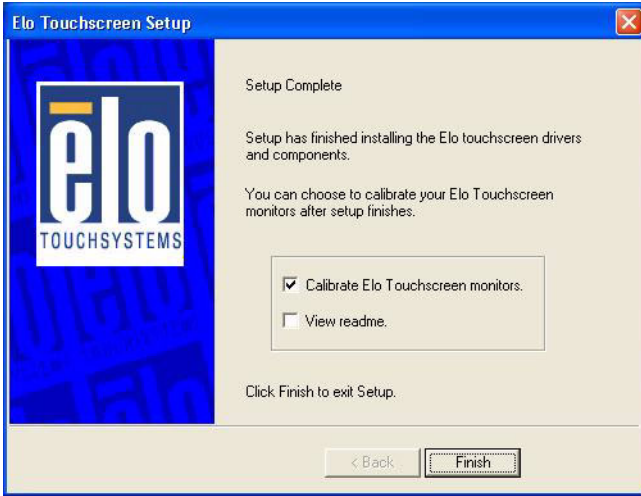 Elo Touchscreen Setup
elo
TOUCHSYSTEMS
Setup Complete
Setup has finished installing the Elo touchscreen drivers
and components.
You can choose to calibrate your Elo Touchscreen
monitors after setup finishes.
Calibrate Elo Touchscreen monitors.
View readme.
Click Finish to exit Setup.
< Back
Finish